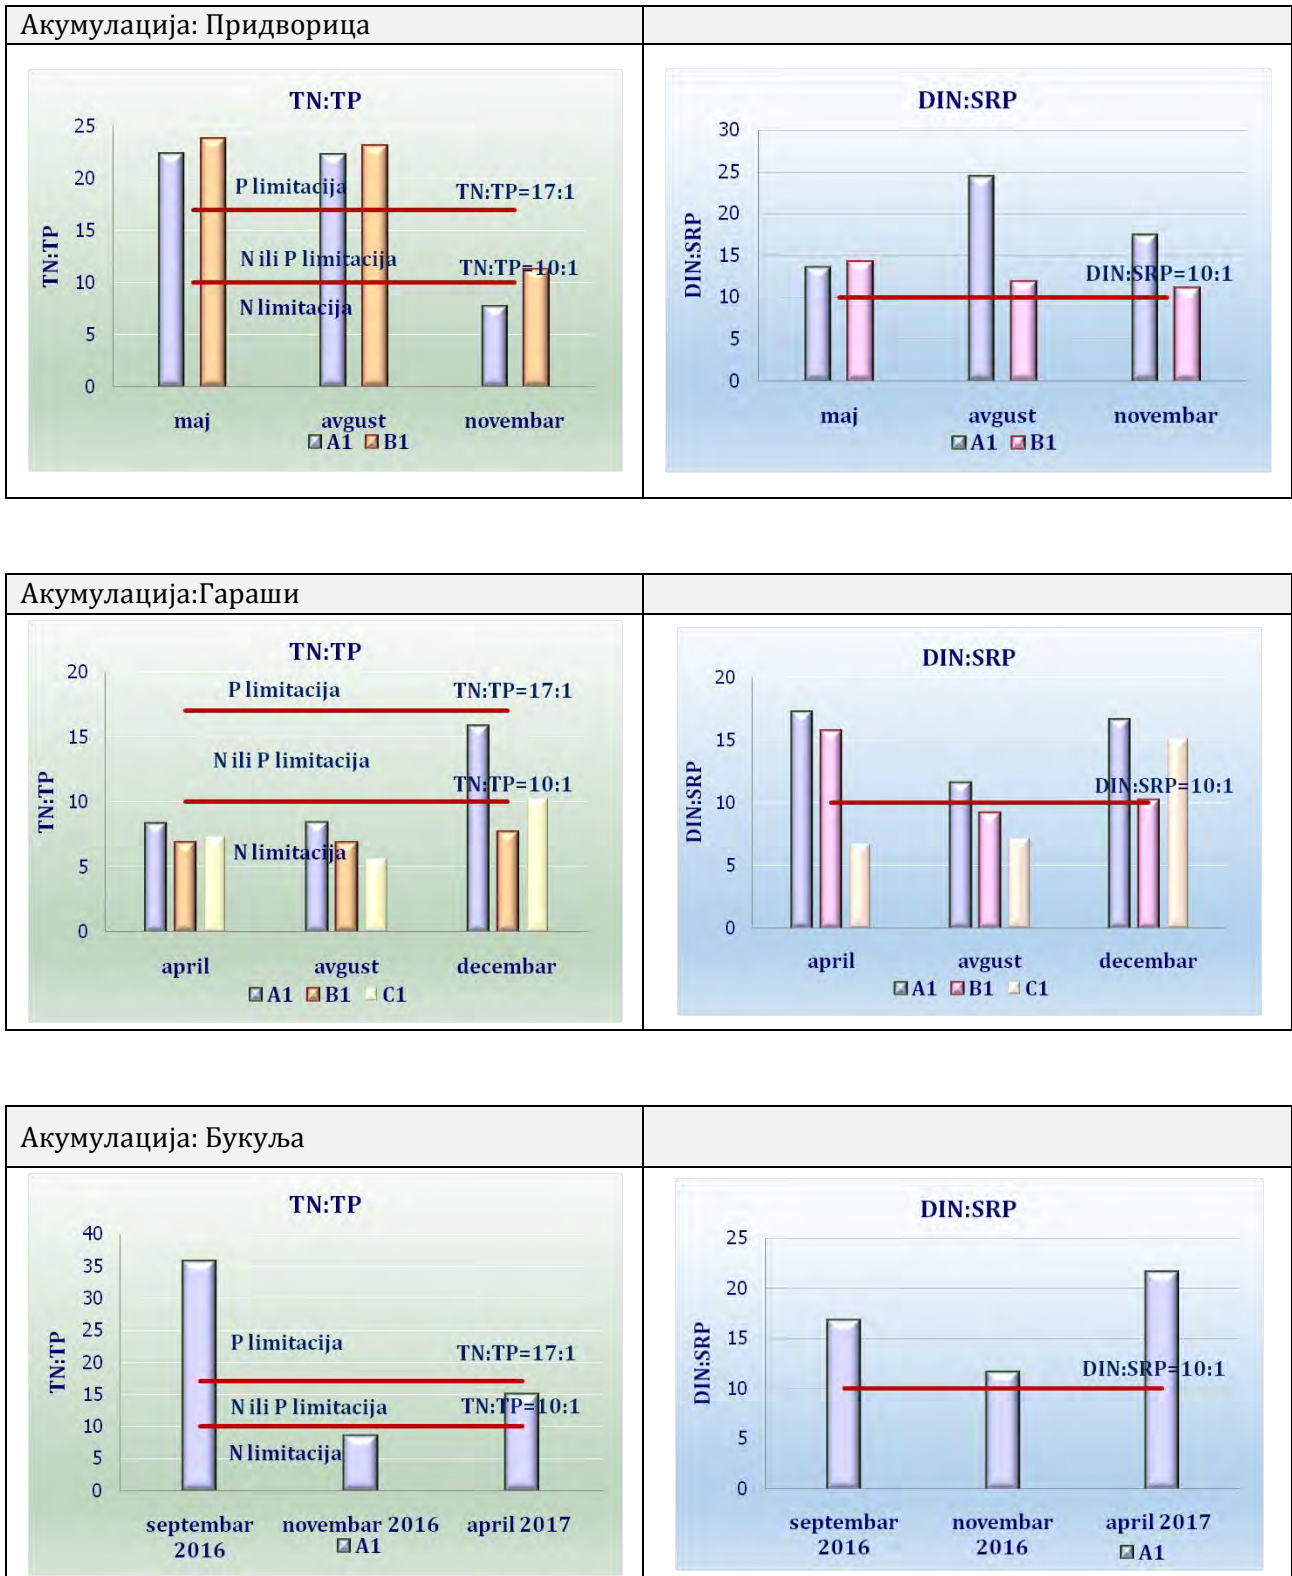 Акумулација: Придворица
TN:TP
25
20
15
10
5
0
TN:TP
P limitacija
TN:TP=17:1
N ili P limitacija
TN:TP=10:1
N limitacija
maj avgust novembar
A1 B1
DIN:SRP
30
25
20
15
10
5
0
DIN:SRP
DIN:SRP=10:1
maj avgust novembar
A1 B1
Акумулација:Гараши
TN:TP
20
15
10
5
0
TN:TP
P limitacija
TN:TP=17:1
N ili P limitacija
TN:TP=10:1
N limitacija
april avgust decembar
A1 B1 C1
DIN:SRP
20
15
10
5
0
DIN:SRP
DIN:SRP=10:1
april avgust decembar
A1 B1 C1
Акумулација: Букуља
TN:TP
40
35
30
25
20
15
10
5
0
TN:TP
P limitacija
TN:TP=17:1
N ili P limitacija
TN:TP=10:1
N limitacija
septembar novembar 2016 april 2017
2016
A1
DIN:SRP
25
20
15
10
5
0
DIN:SRP
DIN:SRP=10:1
septembar novembar april 2017
2016 2016
A1